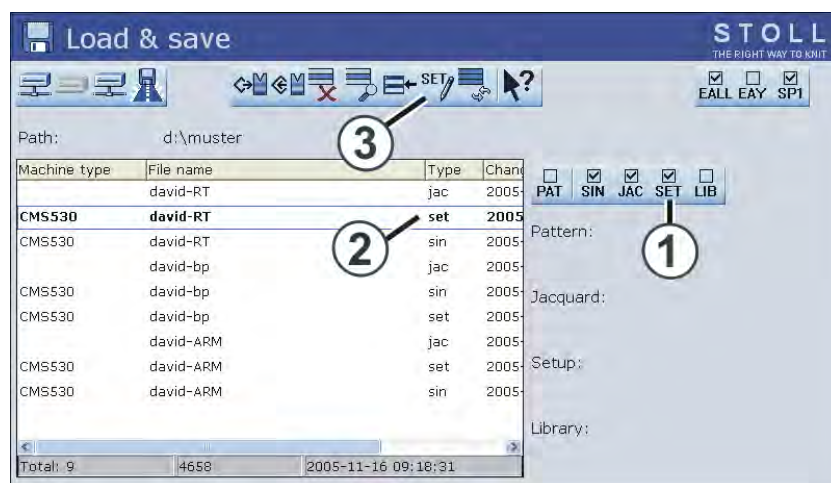 Load & save
STOLL
THE RIGHT WAY TO KNIT
SET
?
EALL EAY SP1
3
Path: d:\muster
Machine type File name Type Chang
david-RT jac 2005-
CMS530 david-RT set 2005
CMS530 david-RT sin 2005-
david-bp jac 2005-
CMS530 david-bp sin 2005-
CMS530 david-bp set 2005-
david-ARM jac 2005-
CMS530 david-ARM set 2005-
CMS530 david-ARM sin 2005-
Total: 9 4658 2005-11-16 09:18:31
2
PAT SIN JAC SET LIB
1
Pattern:
Jacquard:
Setup:
Library: